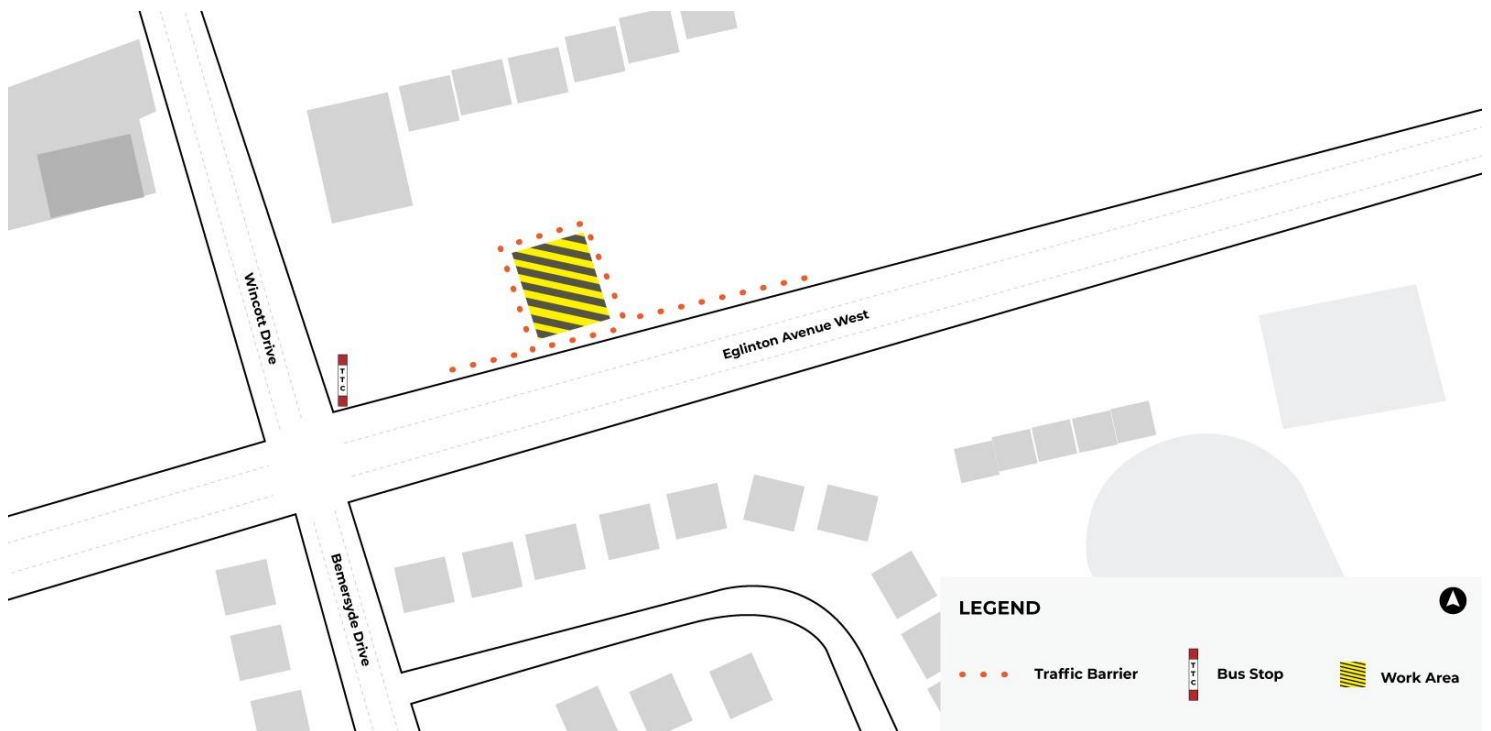 Wincott Drive
TTC
Eglinton Avenue West
Bemersyde Drive
LEGEND
Traffic Barrier
TTC
Bus Stop
Work Area